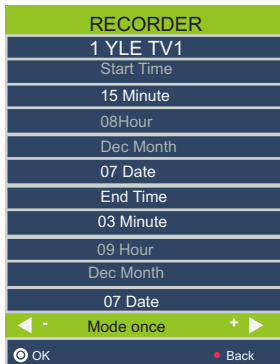 RECORDER
1 YLE TV1
Start Time
15 Minute
08Hour
Dec Month
07 Date
End Time
03 Minute
09 Hour
Dec Month
07 Date
- Mode once +
OK Back